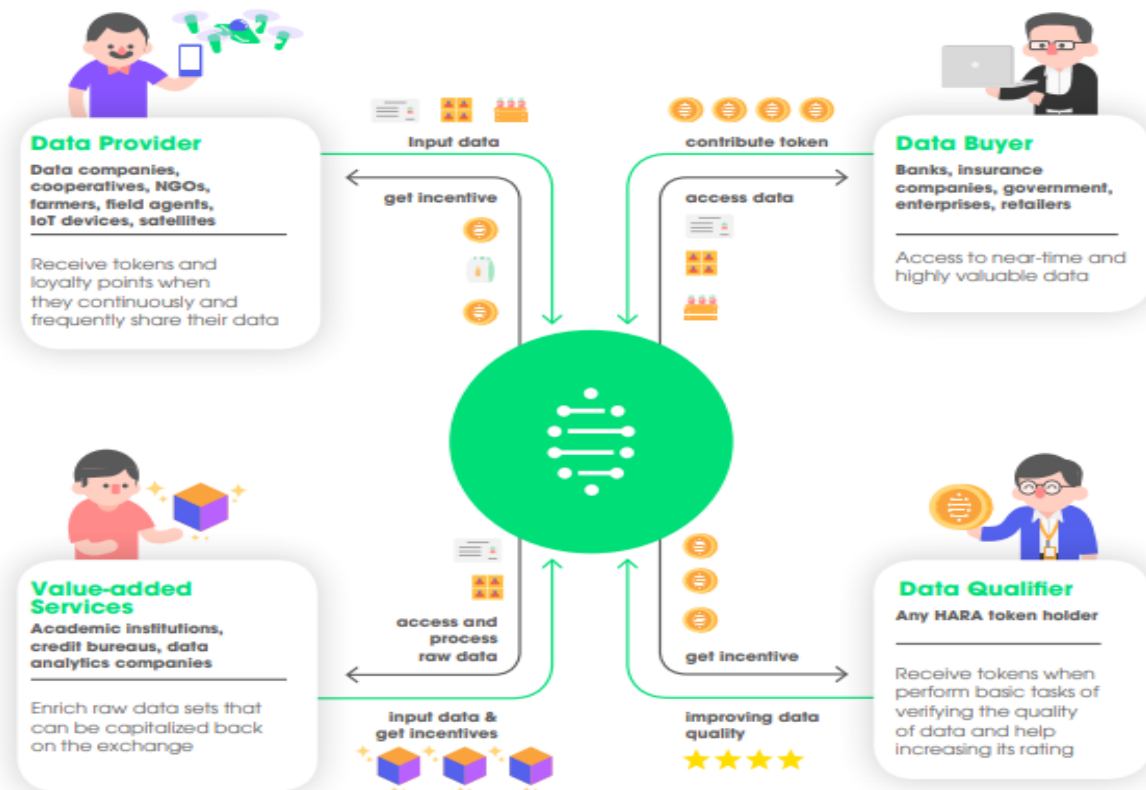 Data Provider
Data companies,
cooperatives, NGOs,
farmers, field agents,
IoT devices, satellites
Receive tokens and
loyalty points when
they continuously and
frequently share their data
Input data
get incentive
contribute token
access data
Data Buyer
Banks, insurance
companies, government,
enterprises, retailers
Access to near-time and
highly valuable data
Value-added
Services
Academic institutions,
credit bureaus, data
analytics companies
Enrich raw data sets that
can be capitalized back
on the exchange
access and
process
raw data
input data &
get incentives
get incentive
improving data
quality
Data Qualifier
Any HARA token holder
Receive tokens when
perform basic tasks of
verifying the quality
of data and help
increasing its rating